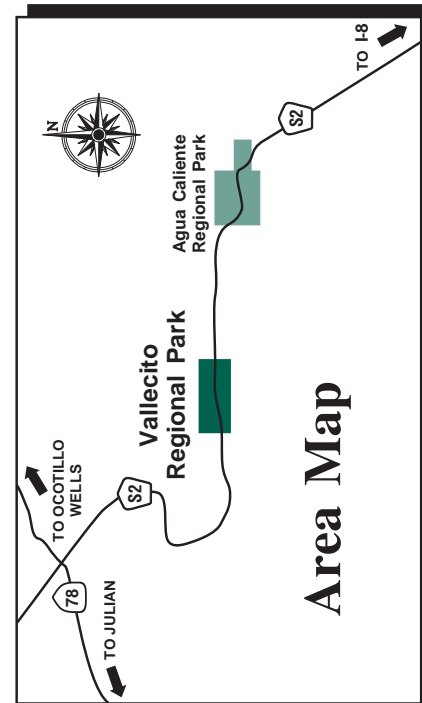 N
TO OCOTILLO
WELLS
78
TO JULIAN
S2
Vallecito
Regional Park
Agua Caliente
Regional Park
S2
TO I-8
Area Map